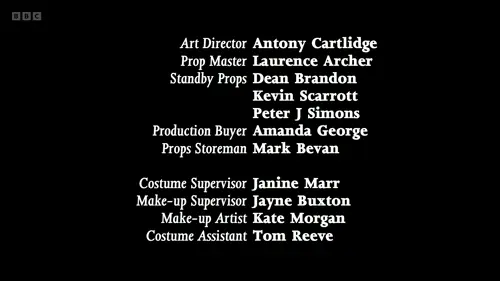 BBC
Art Director Antony Cartlidge
Prop Master Laurence Archer
Standby Props Dean Brandon
Kevin Scarrott
Peter J Simons
Production Buyer Amanda George
Props Storeman Mark Bevan
Costume Supervisor Janine Marr
Make-up Supervisor Jayne Buxton
Make-up Artist Kate Morgan
Costume Assistant Tom Reeve